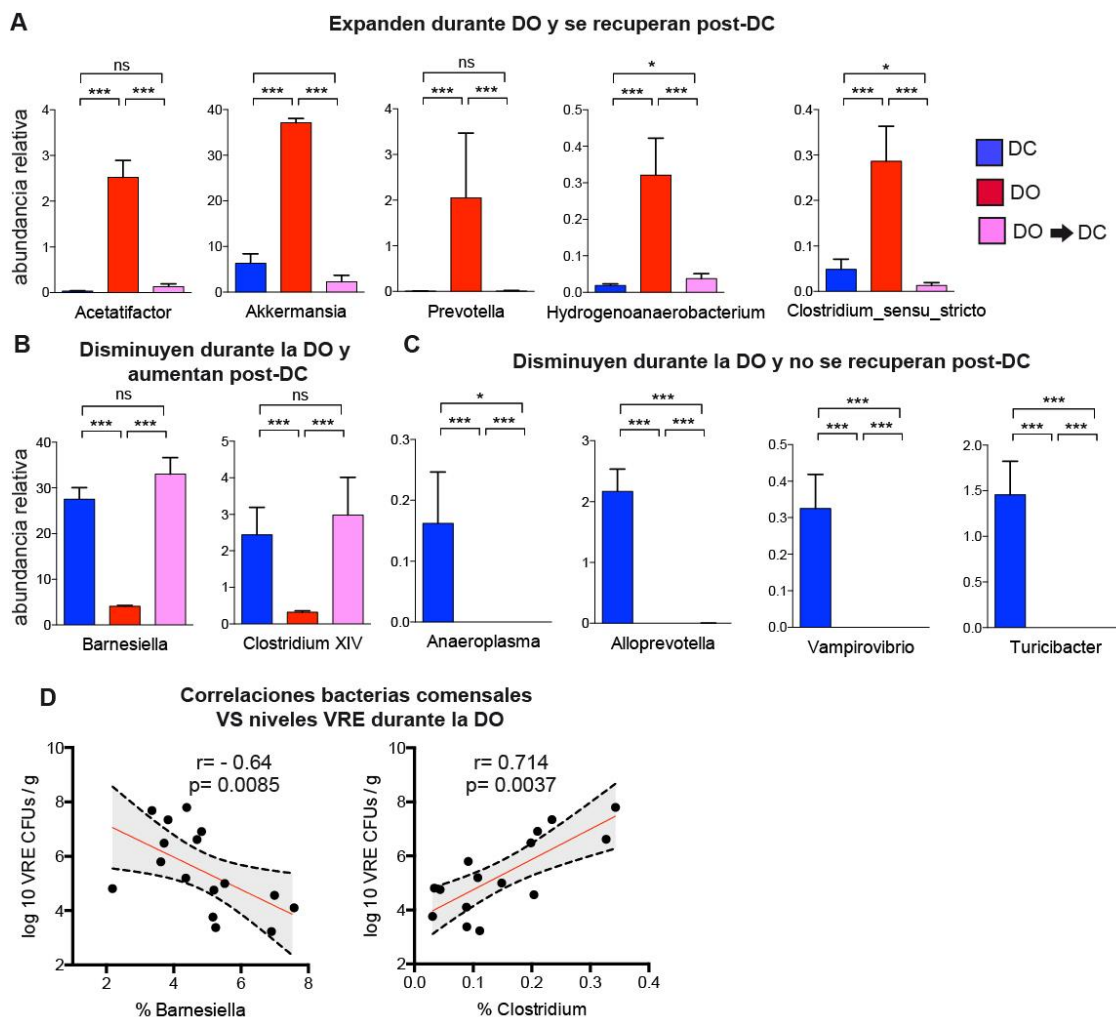 A
Expanden durante DO y se recuperan post-DC
abundancia relativa
ns
*** ***
4
3
2
1
0
Acetatifactor
***
*** ***
40
30
20
10
0
Akkermansia
ns
*** ***
4
3
2
1
0
Prevotella
*
*** ***
0.5
0.4
0.3
0.2
0.1
0.0
Hydrogenoanaerobacterium
*
*** ***
0.4
0.3
0.2
0.1
0.0
Clostridium_sensu_stricto
DC
DO
DO DC
B
Disminuyen durante la DO y
aumentan post-DC
abundancia relativa
ns
*** ***
40
30
20
10
0
Barnesiella
ns
*** ***
5
4
3
2
1
0
Clostridium XIV
C
Disminuyen durante la DO y no se recuperan post-DC
*
*** ***
0.3
0.2
0.1
0.0
Anaeroplasma
***
*** ***
3
2
1
0
Alloprevotella
***
*** ***
0.5
0.4
0.3
0.2
0.1
0.0
Vampirovibrio
***
*** ***
2.0
1.5
1.0
0.5
0.0
Turicibacter
D
Correlaciones bacterias comensales
VS niveles VRE durante la DO
log 10 VRE CFUs / g
10
8
6
4
2
r= - 0.64
p= 0.0085
2 4 6 8
% Barnesiella
log 10 VRE CFUs / g
10
8
6
4
2
r= 0.714
p= 0.0037
0.0 0.1 0.2 0.3 0.4
% Clostridium